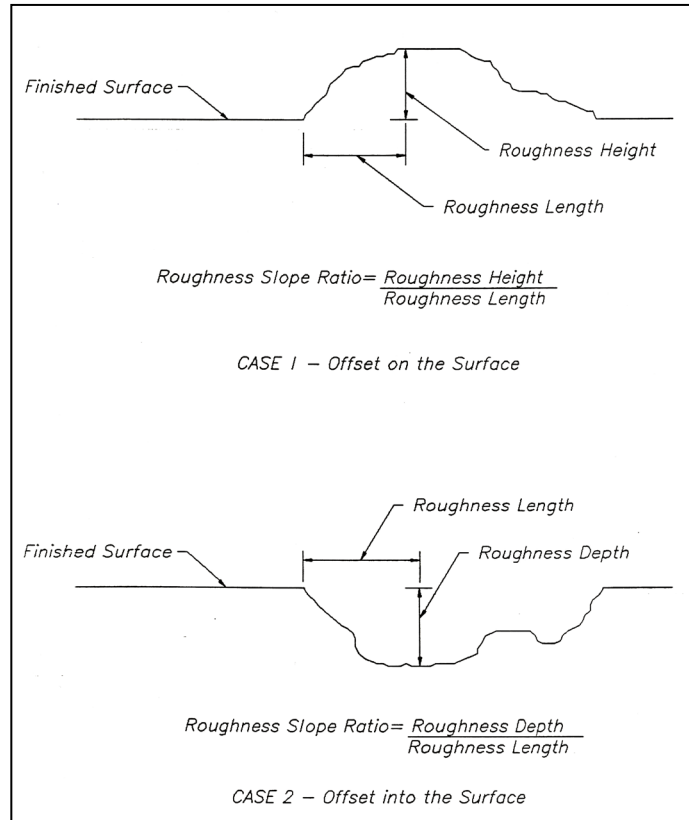 Finished Surface
Roughness Height
Roughness Length
Roughness Slope Ratio= Roughness Height
Roughness Length
CASE 1 – Offset on the Surface
Roughness Length
Finished Surface
Roughness Depth
Roughness Slope Ratio= Roughness Depth
Roughness Length
CASE 2 – Offset into the Surface